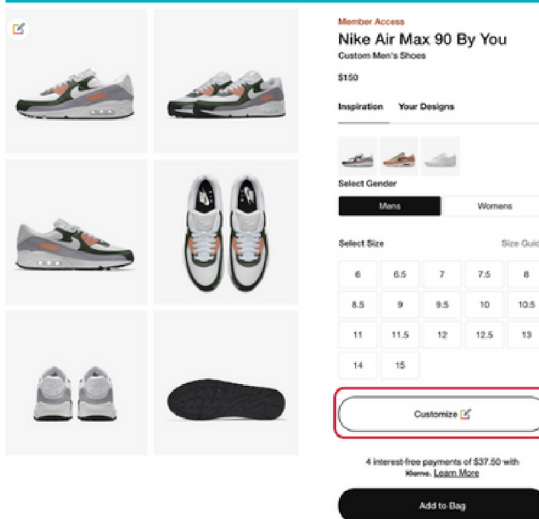 Member Access
Nike Air Max 90 By You
Custom Men's Shoes
$150
Inspiration Your Designs
Select Gender
Mens Womens
Select Size Size Guid
6 6.5 7 7.5 8
8.5 9 9.5 10 10.5
11 11.5 12 12.5 13
14 15
Customize
4 interest-free payments of $37.50 with
Klarna. Learn More
Add to Bag